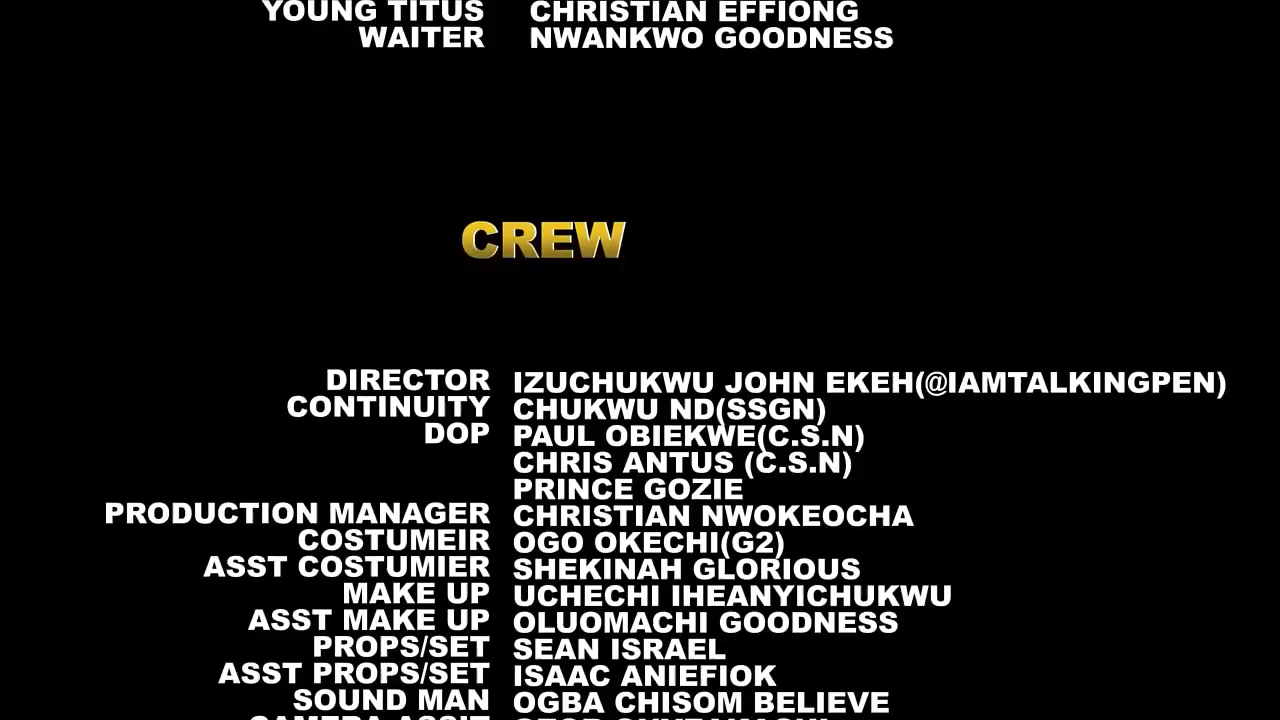 YOUNG TITUS CHRISTIAN EFFIONG
WAITER NWANKWO GOODNESS
CREW
DIRECTOR IZUCHUKWU JOHN EKEH(@IAMTALKINGPEN)
CONTINUITY CHUKWU ND(SSGN)
DOP PAUL OBIEKWE(C.S.N)
CHRIS ANTUS (C.S.N)
PRINCE GOZIE
PRODUCTION MANAGER CHRISTIAN NWOKEOCHA
COSTUMEIR OGO OKECHI(G2)
ASST COSTUMIER SHEKINAH GLORIOUS
MAKE UP UCHECHI IHEANYICHUKWU
ASST MAKE UP OLUOMACHI GOODNESS
PROPS/SET SEAN ISRAEL
ASST PROPS/SET ISAAC ANIEFIOK
SOUND MAN OGBA CHISOM BELIEVE
CAMERA